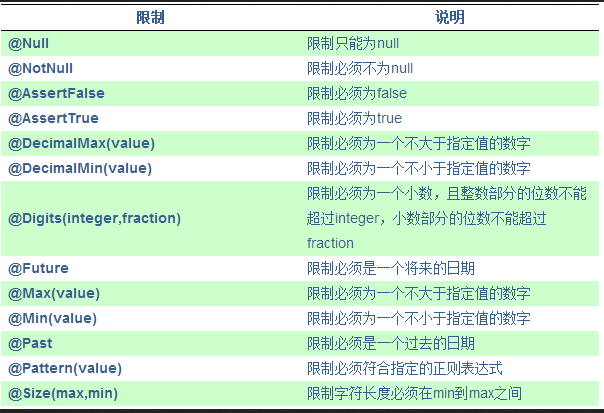 限制 说明
@Null 限制只能为null
@NotNull 限制必须不为null
@AssertFalse 限制必须为false
@AssertTrue 限制必须为true
@DecimalMax(value) 限制必须为一个不大于指定值的数字
@DecimalMin(value) 限制必须为一个不小于指定值的数字
@Digits(integer,fraction) 限制必须为一个小数，且整数部分的位数不能
超过integer，小数部分的位数不能超过
fraction
@Future 限制必须是一个将来的日期
@Max(value) 限制必须为一个不大于指定值的数字
@Min(value) 限制必须为一个不小于指定值的数字
@Past 限制必须是一个过去的日期
@Pattern(value) 限制必须符合指定的正则表达式
@Size(max,min) 限制字符长度必须在min到max之间